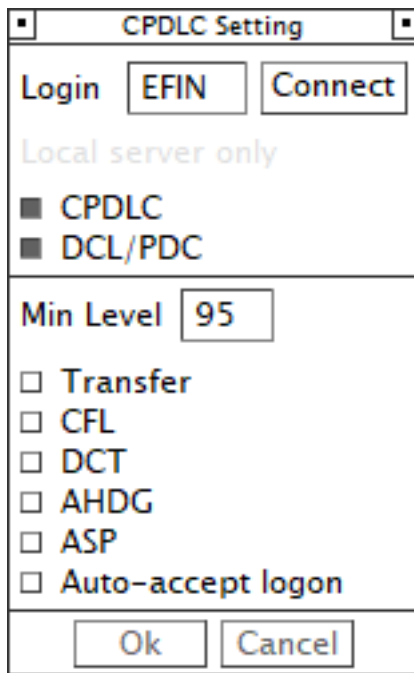 CPDLC Setting
Login EFIN Connect
Local server only
CPDLC
DCL/PDC
Min Level 95
Transfer
CFL
DCT
AHDG
ASP
Auto-accept logon
Ok Cancel